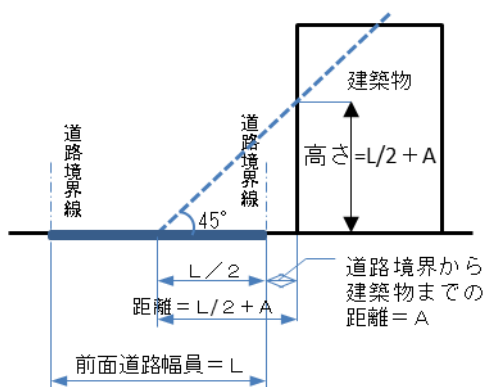 建築物
道路境界線
道路境界線
高さ=L/2+A
45°
L/2
道路境界から
建築物までの
距離=A
距離=L/2+A
前面道路幅員=L